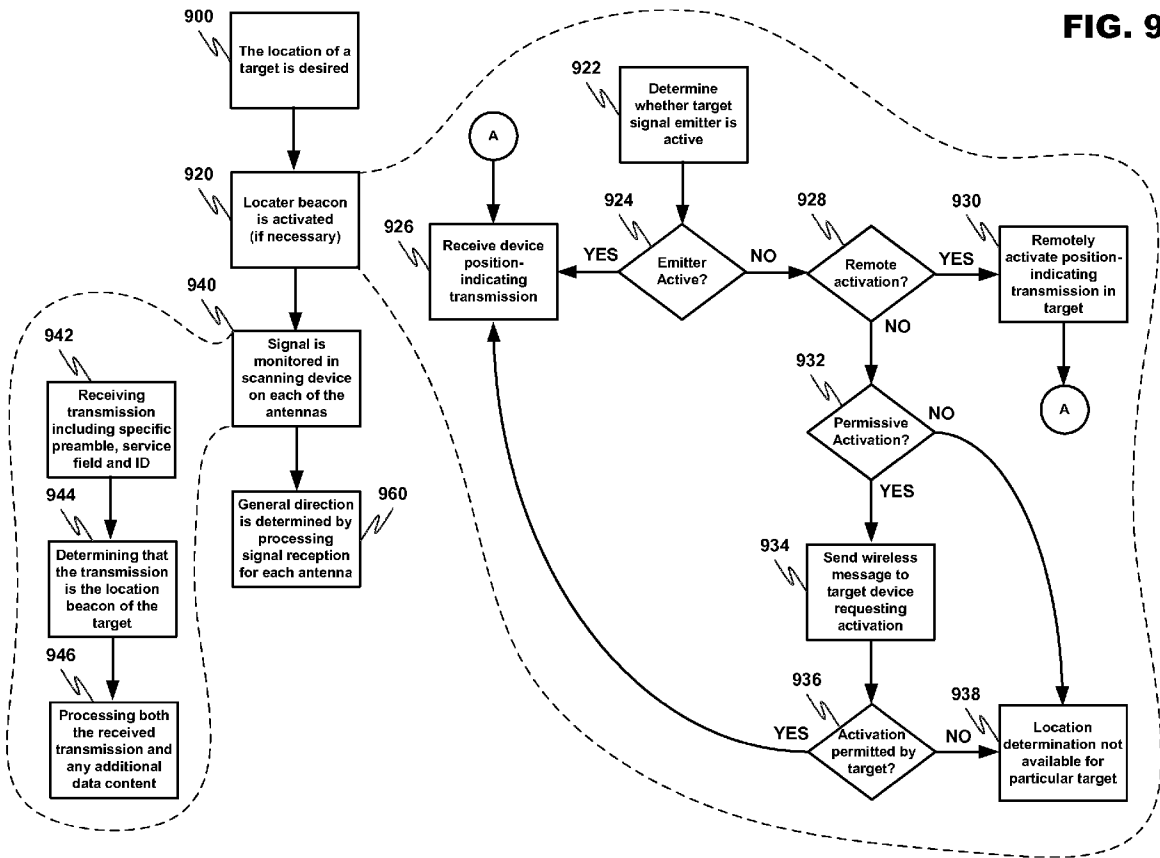 FIG. 9
900
The location of a
target is desired
920
Locater beacon
is activated
(if necessary)
940
Signal is
monitored in
scanning device
on each of the
antennas
960
General direction
is determined by
processing
signal reception
for each antenna
942
Receiving
transmission
including specific
preamble, service
field and ID
944
Determining that
the transmission
is the location
beacon of the
target
946
Processing both
the received
transmission and
any additional
data content
922
Determine
whether target
signal emitter is
active
A
924
Emitter
Active?
YES
NO
926
Receive device
position-
indicating
transmission
928
Remote
activation?
YES
NO
930
Remotely
activate position-
indicating
transmission in
target
A
932
Permissive
Activation?
NO
YES
934
Send wireless
message to
target device
requesting
activation
936
Activation
permitted by
target?
YES
NO
938
Location
determination not
available for
particular target